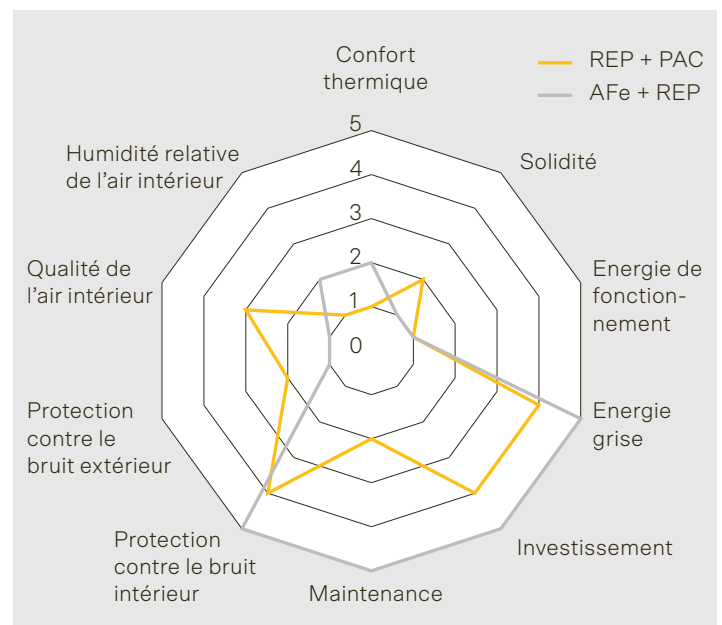 Confort
thermique
REP + PAC
AFe + REP
5
4
3
2
1
0
Solidité
Energie de
fonction-
nement
Energie
grise
Investissement
Maintenance
Protection
contre le bruit
intérieur
Protection
contre le
bruit extérieur
Qualité de
l’air intérieur
Humidité relative
de l’air intérieur